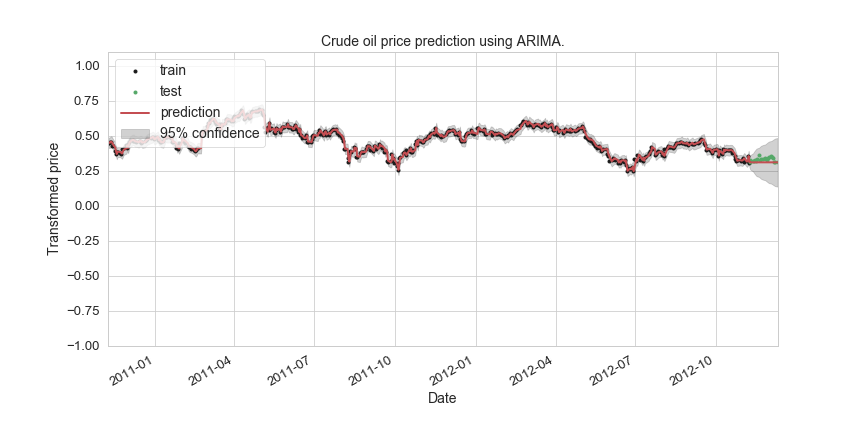 Crude oil price prediction using ARIMA.
train
test
prediction
95% confidence
1.00
0.75
0.50
0.25
0.00
−0.25
−0.50
−0.75
−1.00
Transformed price
2011-01
2011-04
2011-07
2011-10
2012-01
2012-04
2012-07
2012-10
Date